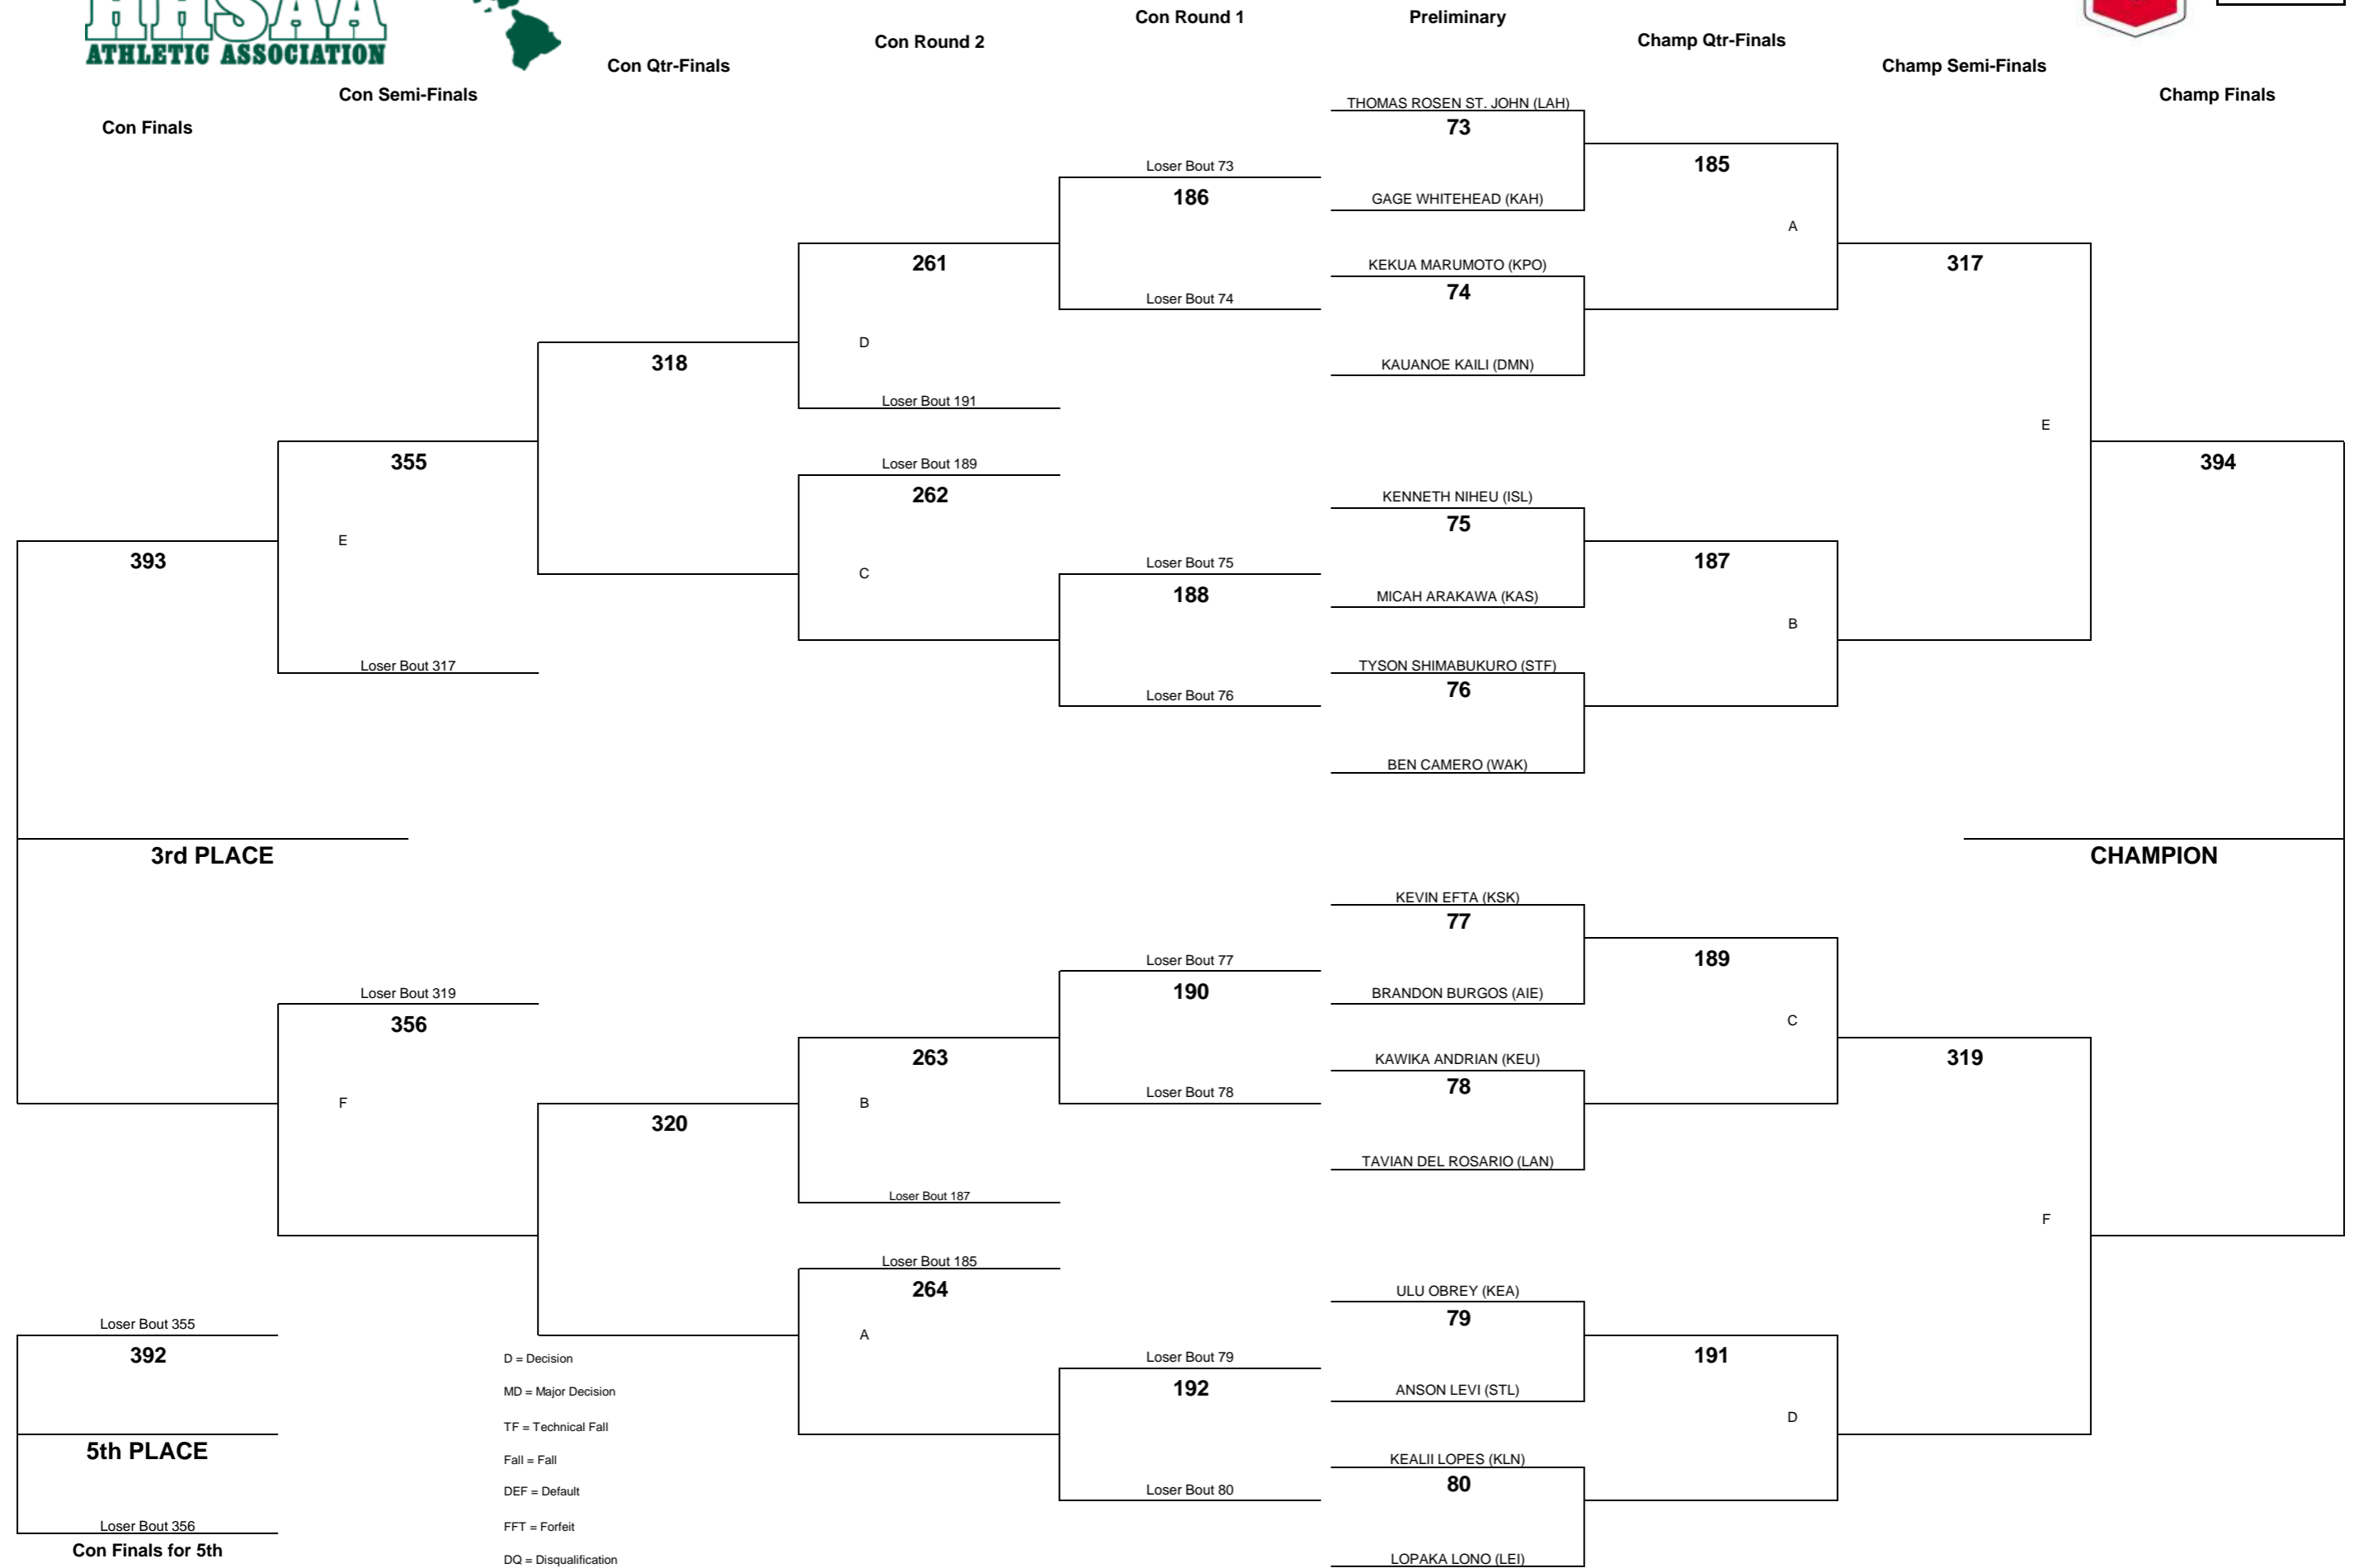 HHSAA
ATHLETIC ASSOCIATION
Con Finals
Con Semi-Finals
Con Qtr-Finals
Con Round 2
Con Round 1
Preliminary
Champ Qtr-Finals
Champ Semi-Finals
Champ Finals
THOMAS ROSEN ST. JOHN (LAH)
73
GAGE WHITEHEAD (KAH)
KEKUA MARUMOTO (KPO)
74
KAUANOE KAILI (DMN)
KENNETH NIHEU (ISL)
75
MICAH ARAKAWA (KAS)
TYSON SHIMABUKURO (STF)
76
BEN CAMERO (WAK)
KEVIN EFTA (KSK)
77
BRANDON BURGOS (AIE)
KAWIKA ANDRIAN (KEU)
78
TAVIAN DEL ROSARIO (LAN)
ULU OBREY (KEA)
79
ANSON LEVI (STL)
KEALII LOPES (KLN)
80
LOPAKA LONO (LEI)
185
A
187
B
189
C
191
D
317
E
319
F
394
CHAMPION
Loser Bout 73
186
Loser Bout 74
Loser Bout 75
188
Loser Bout 76
Loser Bout 77
190
Loser Bout 78
Loser Bout 79
192
Loser Bout 80
261
D
Loser Bout 191
Loser Bout 189
262
C
263
B
Loser Bout 187
Loser Bout 185
264
A
318
320
355
E
Loser Bout 317
Loser Bout 319
356
F
393
3rd PLACE
Loser Bout 355
392
5th PLACE
Loser Bout 356
Con Finals for 5th
D = Decision
MD = Major Decision
TF = Technical Fall
Fall = Fall
DEF = Default
FFT = Forfeit
DQ = Disqualification